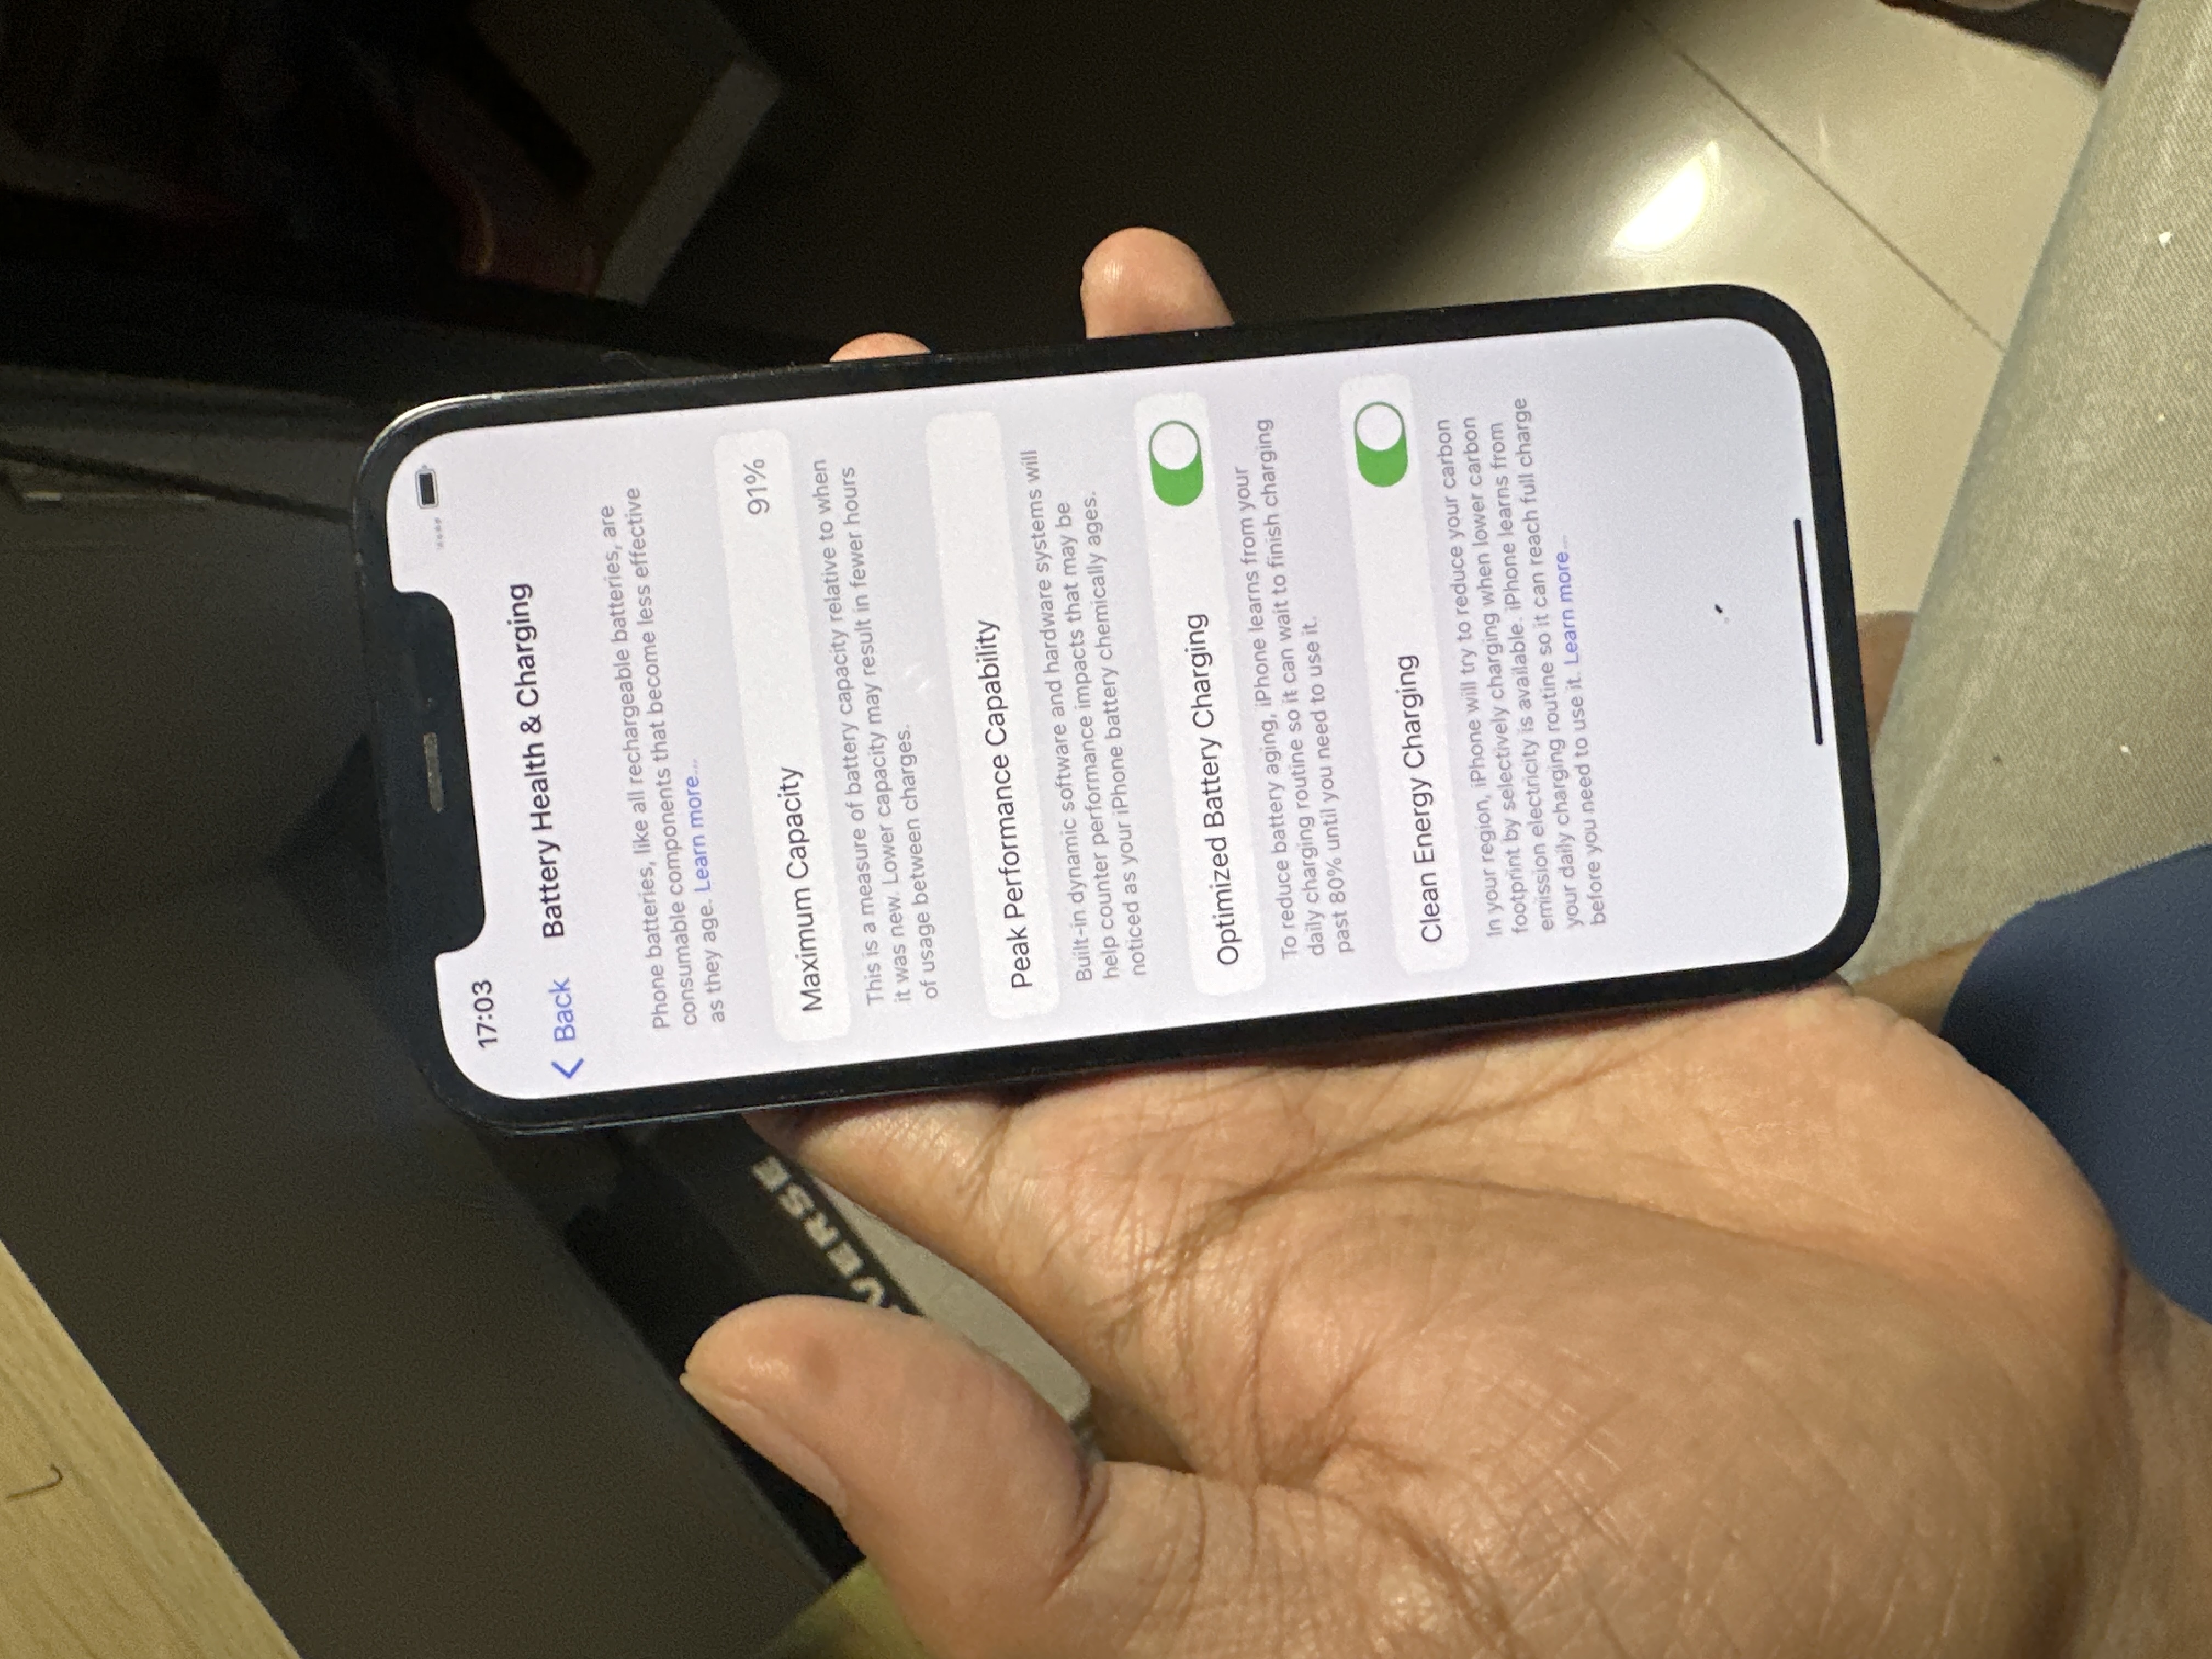 17:03
Back
Battery Health & Charging
Phone batteries, like all rechargeable batteries, are
consumable components that become less effective
as they age. Learn more...
Maximum Capacity 91%
This is a measure of battery capacity relative to when
it was new. Lower capacity may result in fewer hours
of usage between charges.
Peak Performance Capability
Built-in dynamic software and hardware systems will
help counter performance impacts that may be
noticed as your iPhone battery chemically ages.
Optimized Battery Charging
To reduce battery aging, iPhone learns from your
daily charging routine so it can wait to finish charging
past 80% until you need to use it.
Clean Energy Charging
In your region, iPhone will try to reduce your carbon
footprint by selectively charging when lower carbon
emission electricity is available. iPhone learns from
your daily charging routine so it can reach full charge
before you need to use it. Learn more...
VERSE